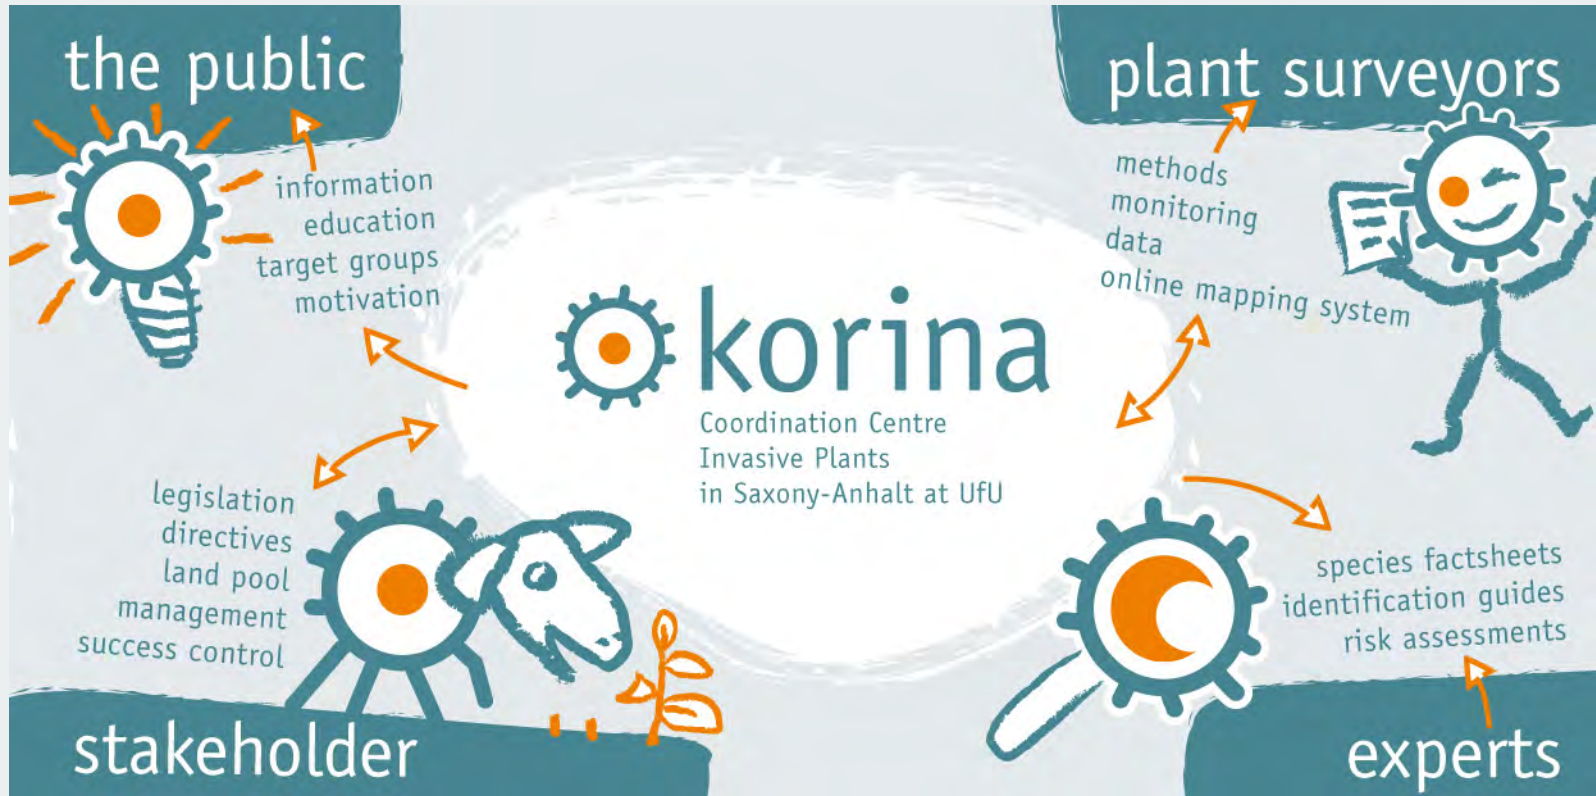 the public
information
education
target groups
motivation
plant surveyors
methods
monitoring
data
online mapping system
korina
Coordination Centre
Invasive Plants
in Saxony-Anhalt at UfU
legislation
directives
land pool
management
success control
stakeholder
species factsheets
identification guides
risk assessments
experts